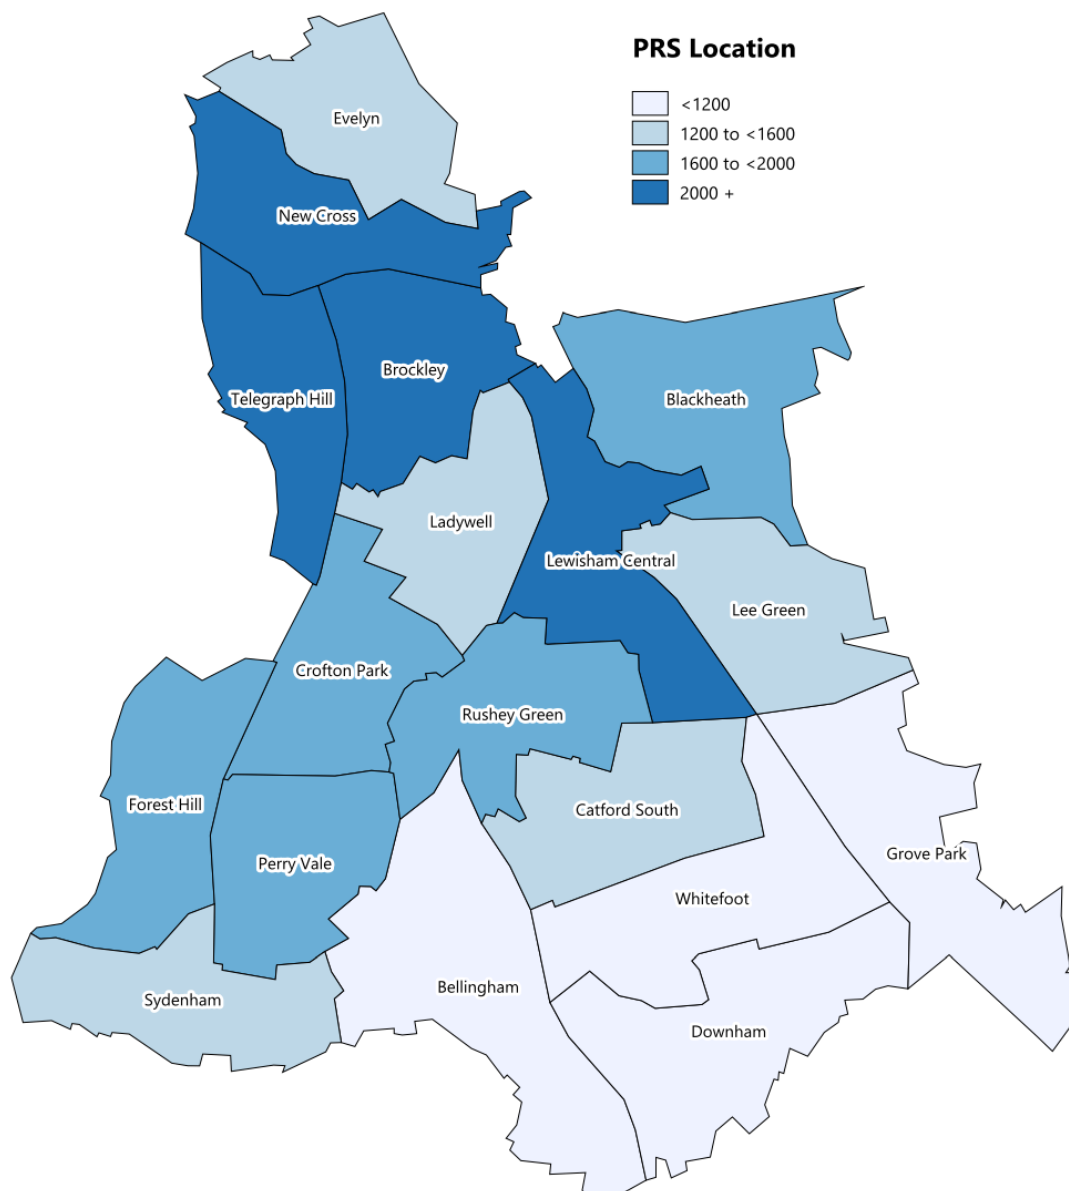 PRS Location
<1200
1200 to <1600
1600 to <2000
2000 +
Evelyn
New Cross
Brockley
Telegraph Hill
Blackheath
Ladywell
Lewisham Central
Lee Green
Crofton Park
Rushey Green
Forest Hill
Catford South
Perry Vale
Grove Park
Whitefoot
Bellingham
Sydenham
Downham